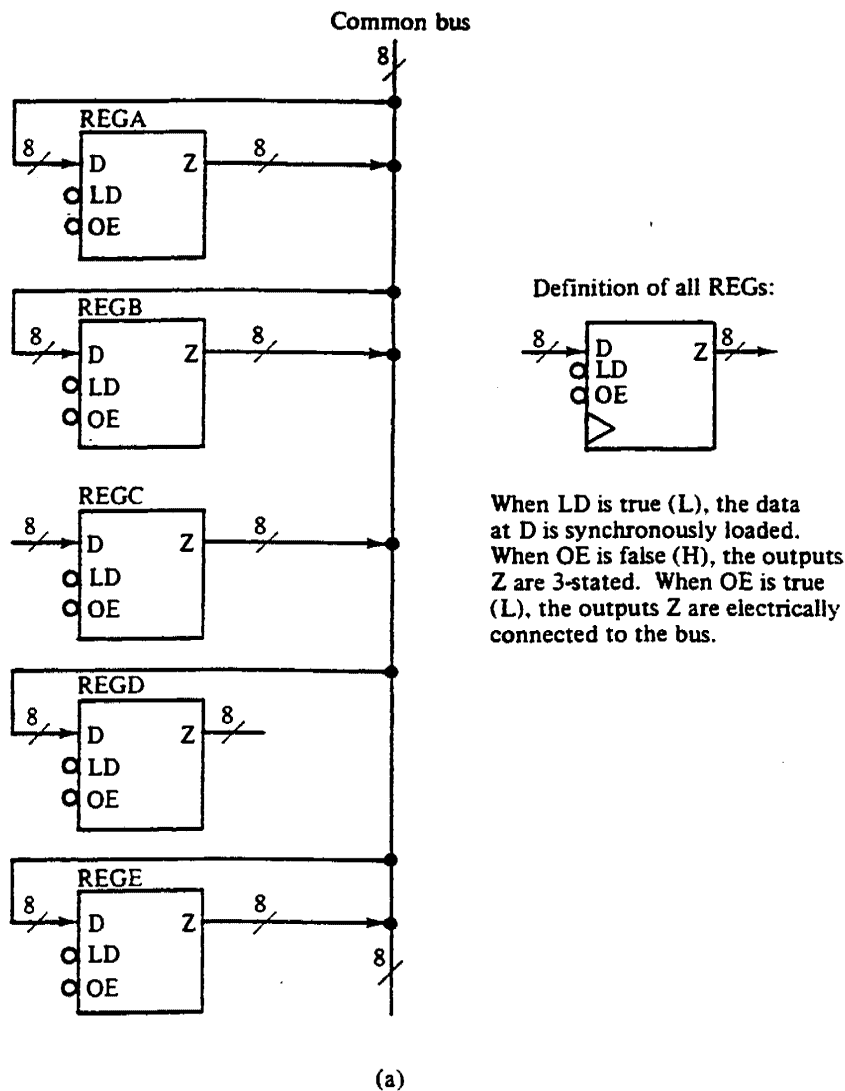 Common bus
8
REGA
8
D Z
8
LD
OE
REGB
8
D Z
8
LD
OE
REGC
8
D Z
8
LD
OE
REGD
8
D Z
8
LD
OE
REGE
8
D Z
8
LD
OE
8
Definition of all REGs:
8
D Z
8
LD
OE
When LD is true (L), the data
at D is synchronously loaded.
When OE is false (H), the outputs
Z are 3-stated. When OE is true
(L), the outputs Z are electrically
connected to the bus.
(a)